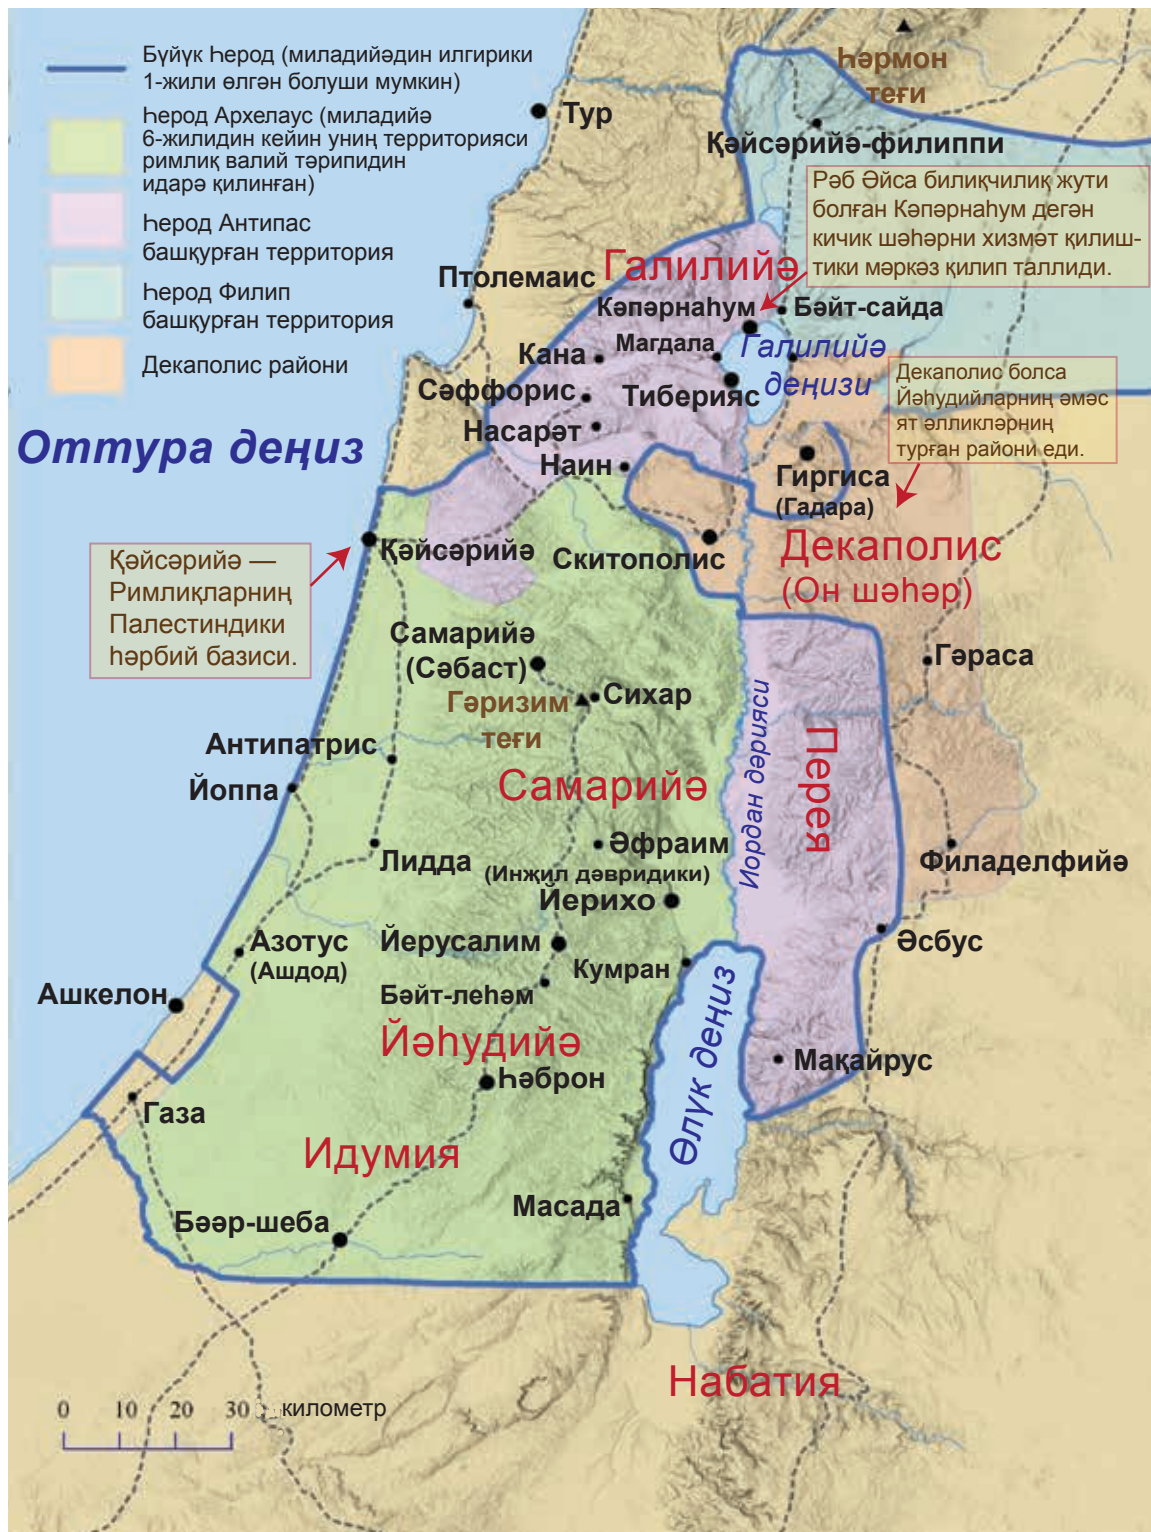 Бүйүк Һерод (миладийәдин илгирики
1-жили өлгән болуши мумкин)
Һерод Архелаус (миладийә
6-жилидин кейин униң территорияси
римлиқ валий тәрипидин
идарә қилинған)
Һерод Антипас
башқурған территория
Һерод Филип
башқурған территория
Декаполис райони
Һәрмон
теғи
Тур
Қәйсәрийә-филиппи
Рәб Әйса билиқчилиқ жути
болған Кәпәрнаһум дегән
кичик шәһәрни хизмәт қилиш-
тики мәркәз қилип таллиди.
Галилийә
Птолемаис
Кәпәрнаһум
Бәйт-сайда
Магдала
Галилийә
деңизи
Кана
Сәффорис
Тиберияс
Декаполис болса
Йәһудийларниң әмәс
ят әлликләрниң
турған райони еди.
Оттура деңиз
Насарәт
Наин
Гиргиса
(Гадара)
Қәйсәрийә
Скитополис
Декаполис
(Он шәһәр)
Қәйсәрийә —
Римлиқларниң
Палестиндики
һәрбий базиси.
Самарийә
(Сәбаст)
Гәраса
Сихар
Гәризим
теғи
Иордан дәрияси
Перея
Антипатрис
Йоппа
Самарийә
Лидда
Әфраим
(Инҗил дәвридики)
Филаделфийә
Йерихо
Азотус
(Ашдод)
Йерусалим
Әсбус
Кумран
Ашкелон
Бәйт-леһәм
Өлүк деңиз
Йәһудийә
Мақайрус
Һәброн
Газа
Идумия
Масада
Бәәр-шеба
Набатия
0 10 20 30 километр